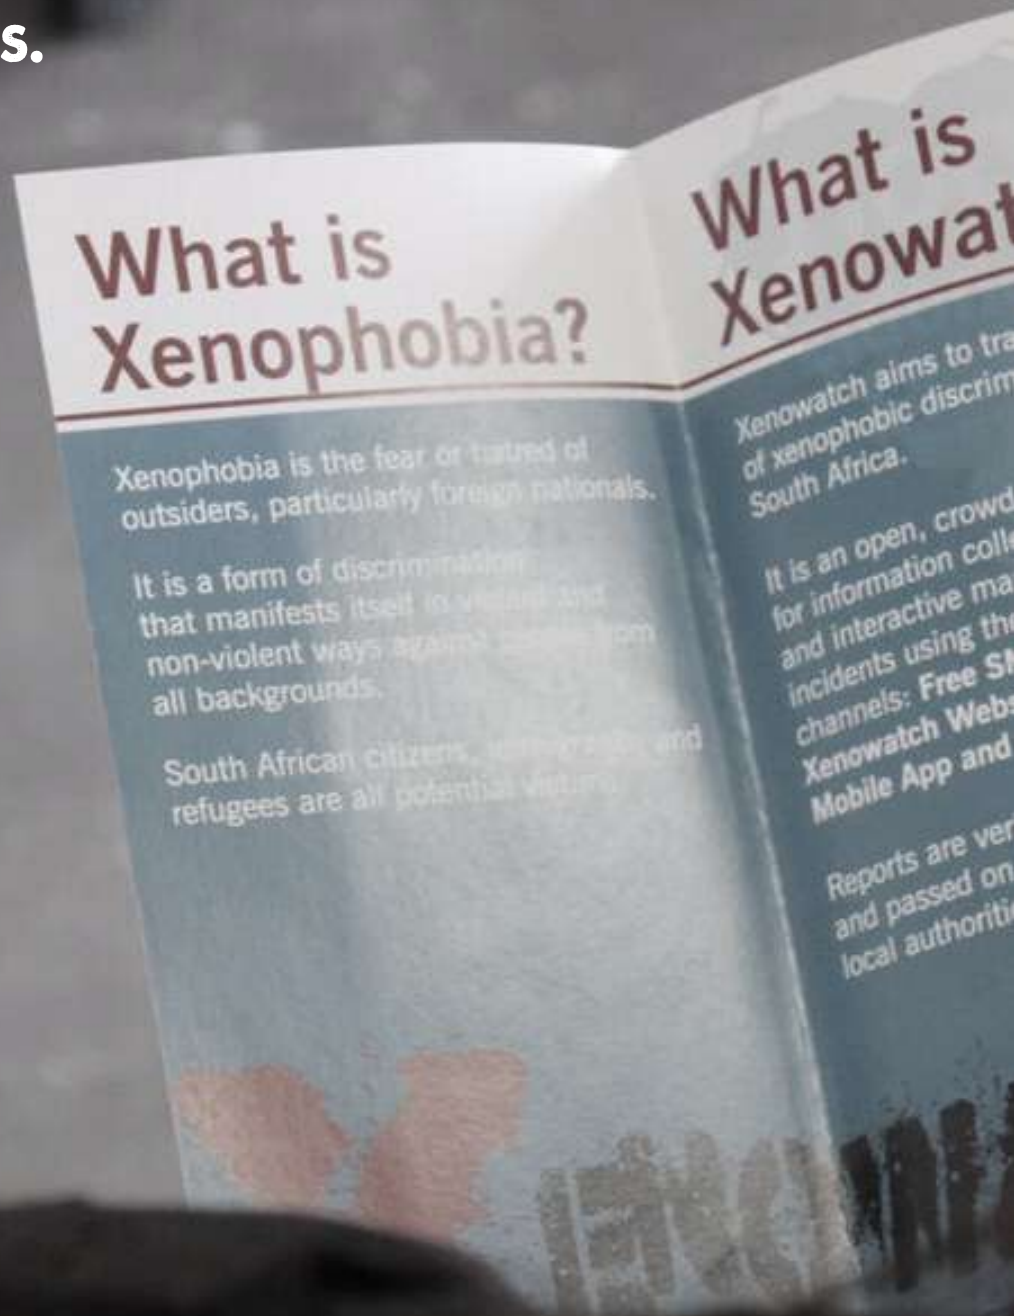 s.
What is
Xenophobia?
Xenophobia is the fear or hatred of
outsiders, particularly foreign nationals.
It is a form of discrimination
that manifests itself in violent and
non-violent ways against people from
all backgrounds.
South African citizens, immigrants and
refugees are all potential victims.
What is
Xenowat
Xenowatch aims to tra
of xenophobic discrim
South Africa.
It is an open, crowd
for information colle
and interactive ma
incidents using the
channels: Free SM
Xenowatch Webs
Mobile App and
Reports are ver
and passed on
local authoriti